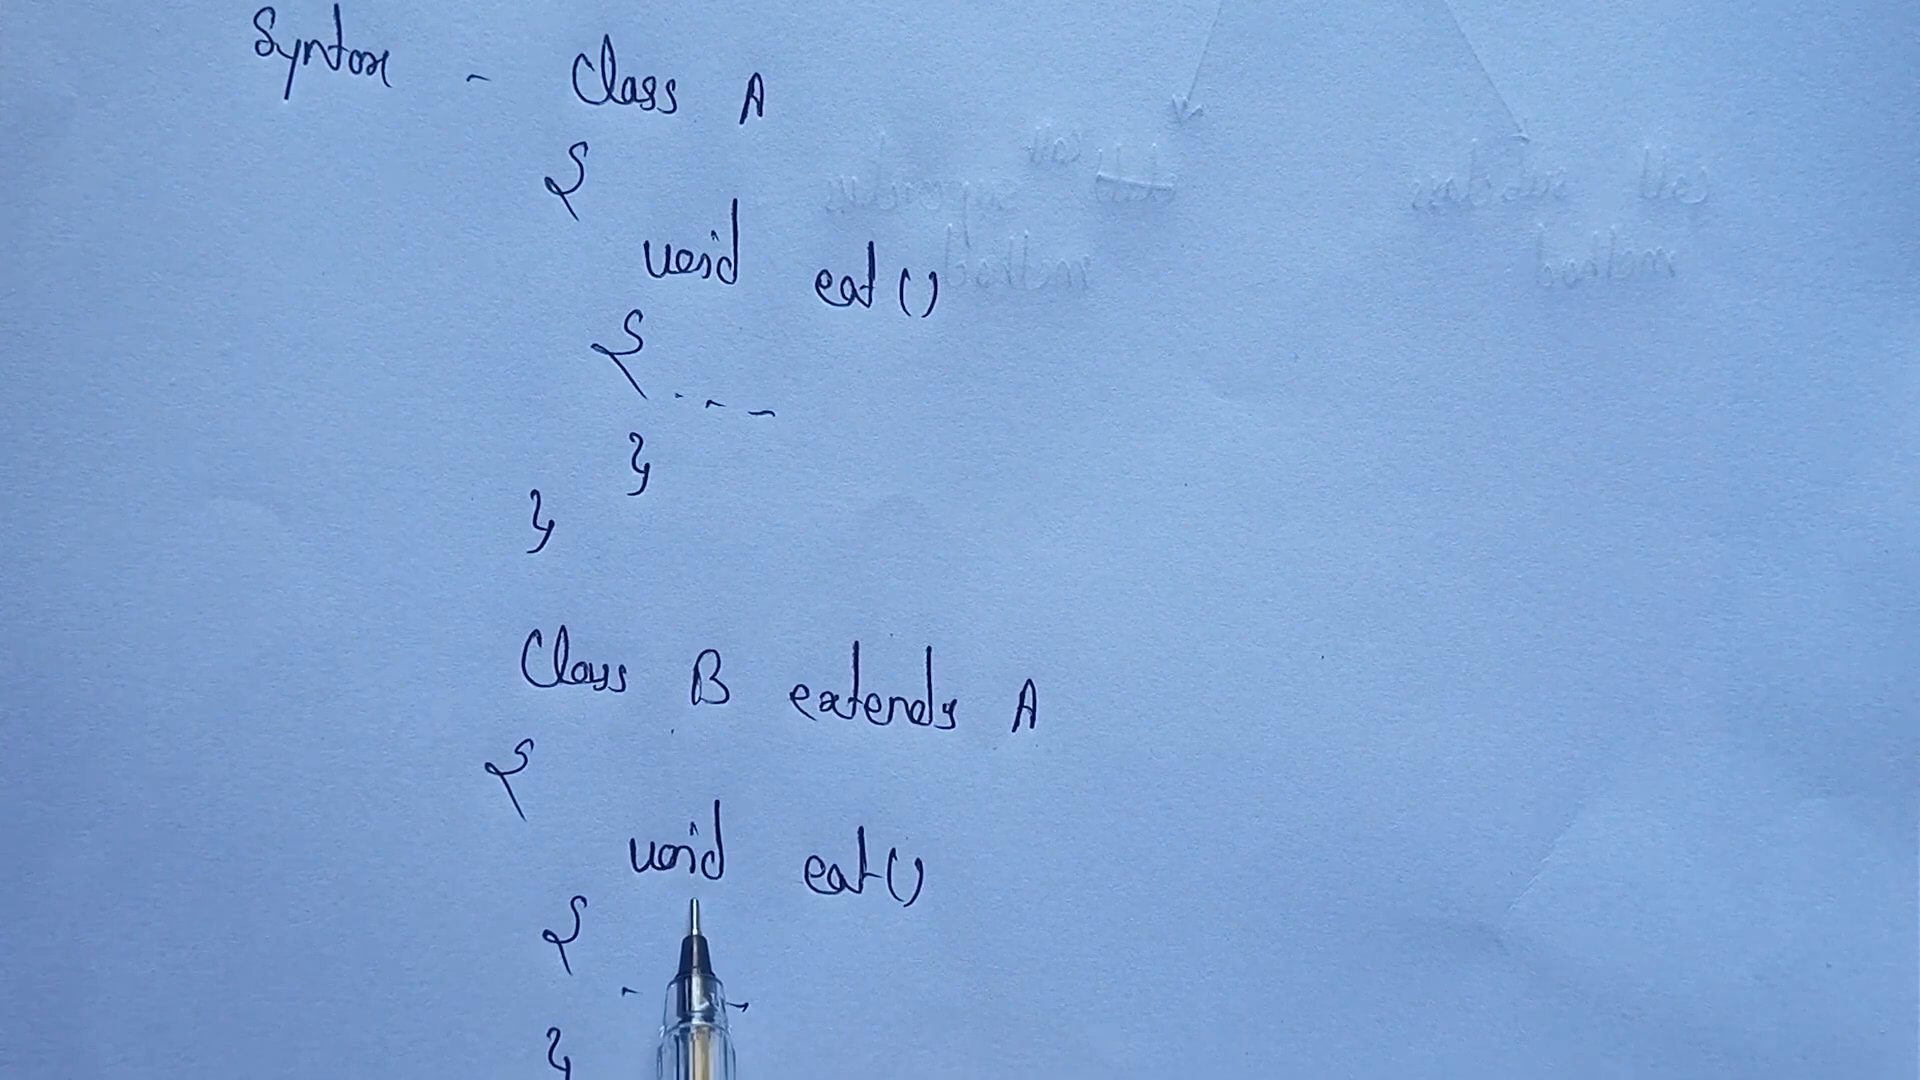 Syntax - Class A
{
void eat()
{ - - -
}
}
Class B extends A
{
void eat()
{
- -
}